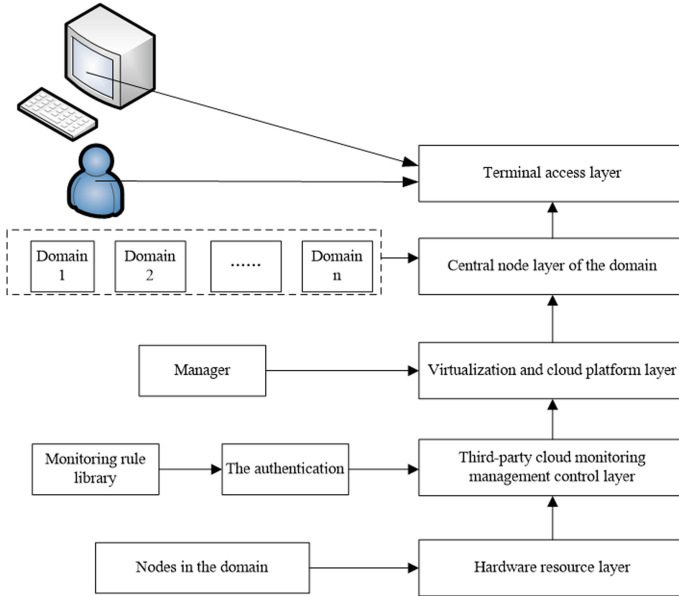 Terminal access layer
Domain
1
Domain
2
......
Domain
n
Central node layer of the domain
Manager
Virtualization and cloud platform layer
Monitoring rule
library
The authentication
Third-party cloud monitoring
management control layer
Nodes in the domain
Hardware resource layer